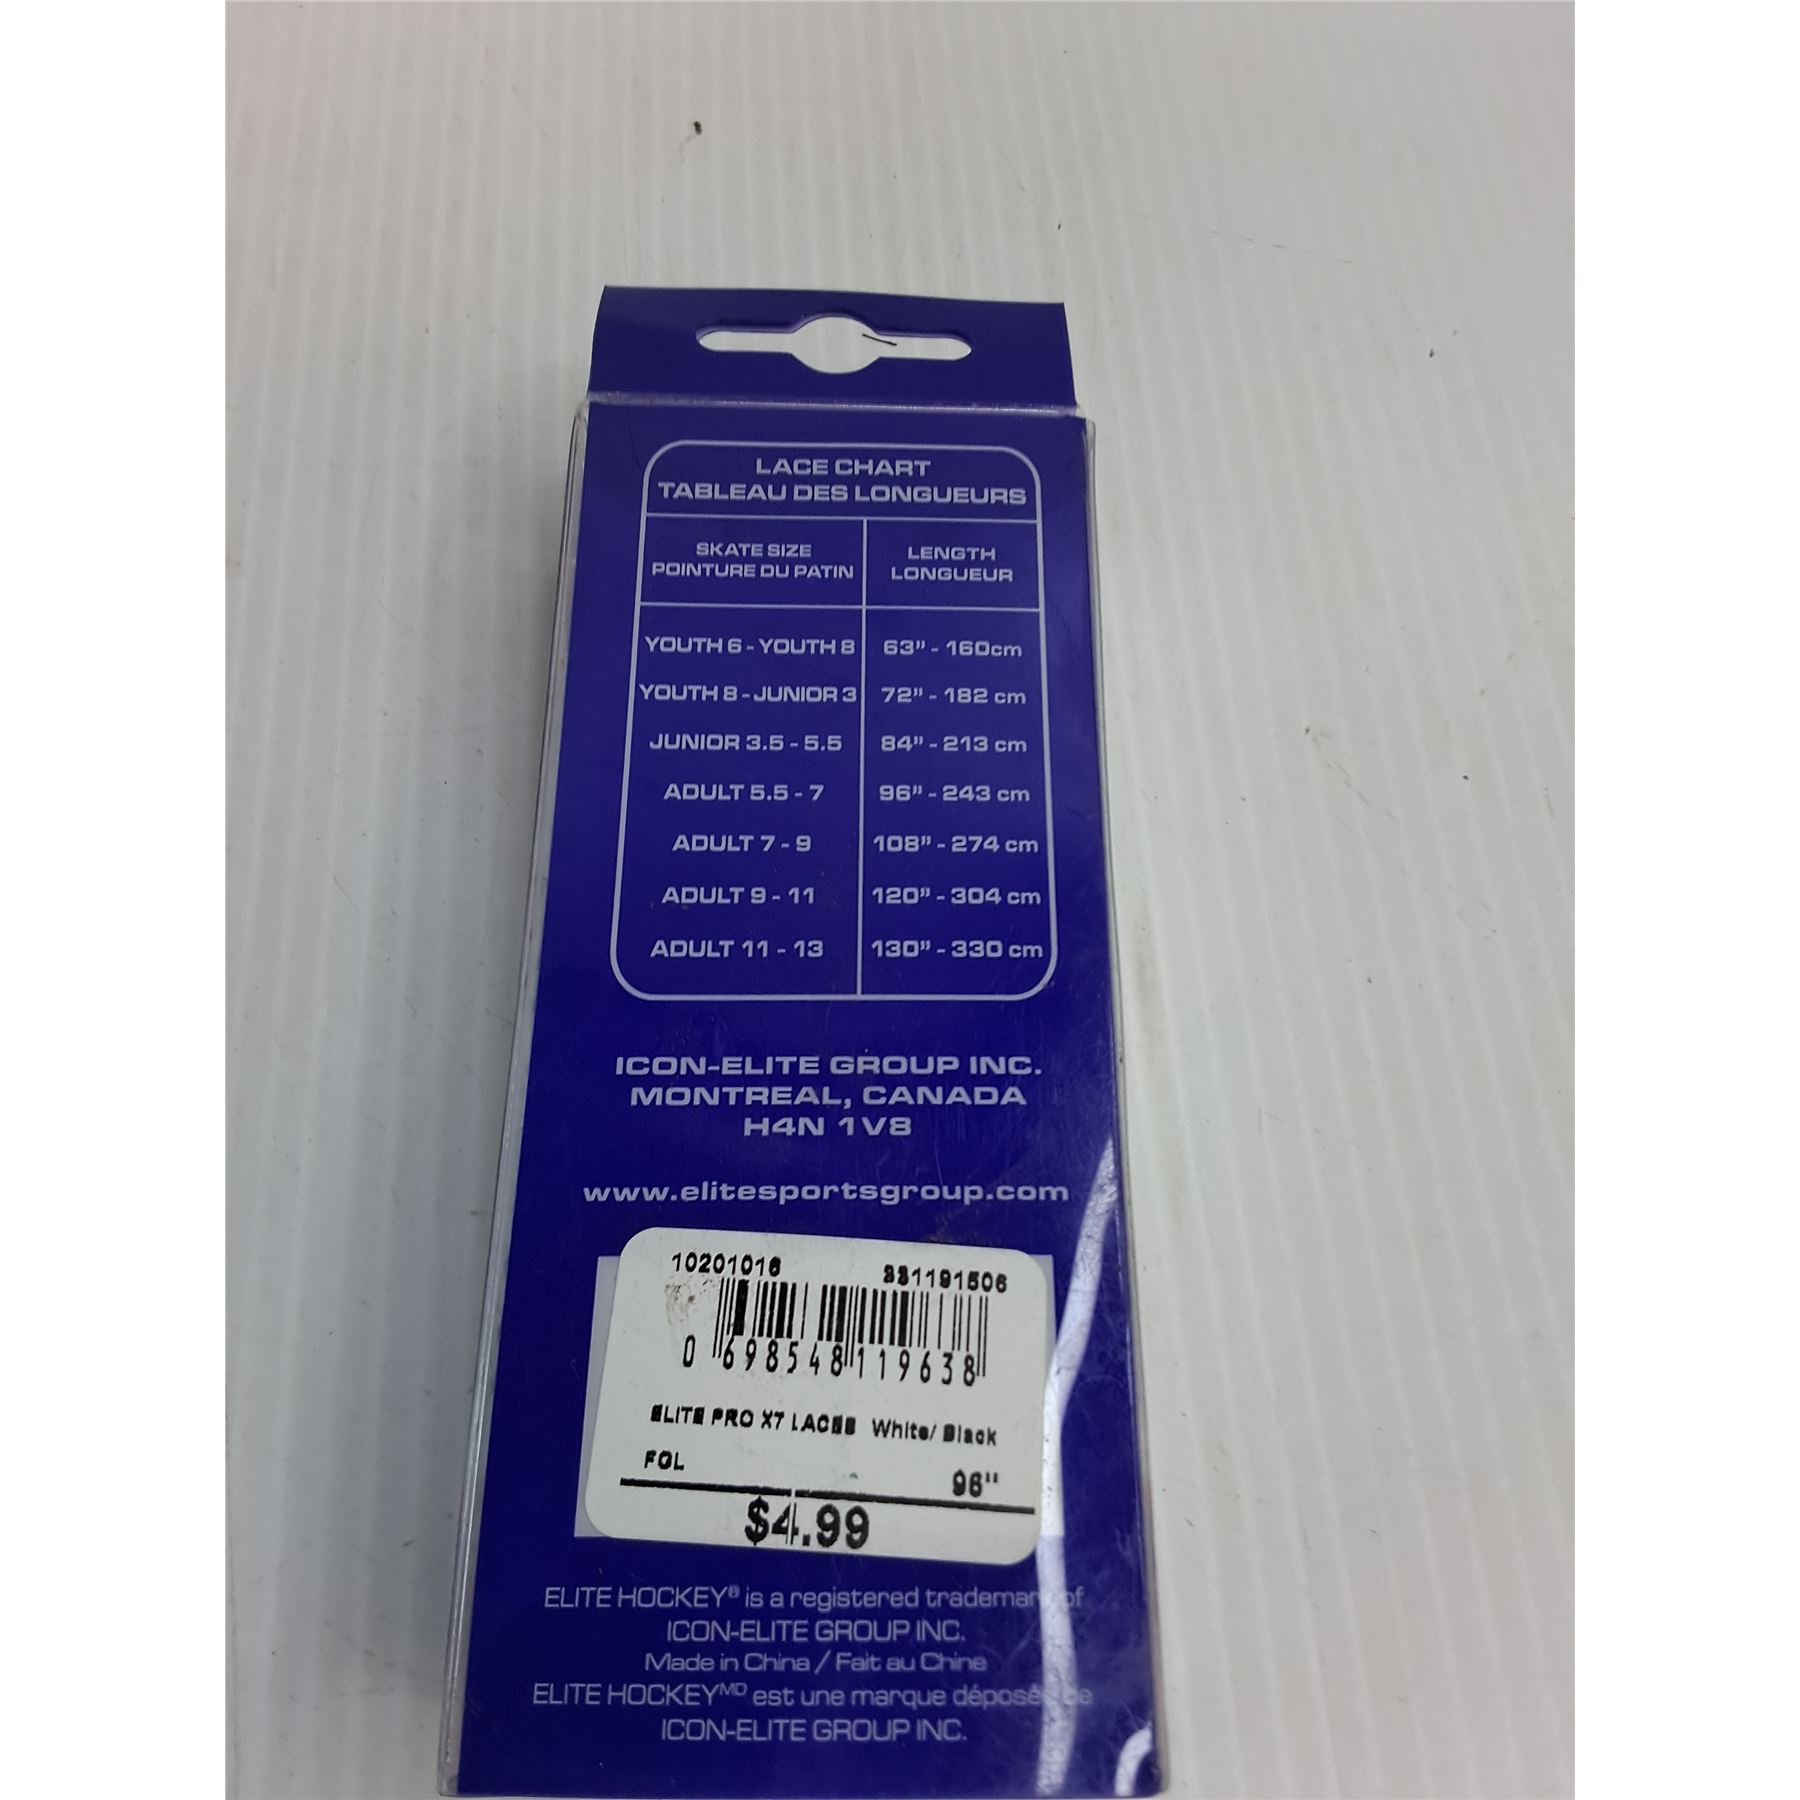 LACE CHART
TABLEAU DES LONGUEURS
SKATE SIZE
POINTURE DU PATIN
LENGTH
LONGUEUR
YOUTH 6 - YOUTH 8 63" - 160cm
YOUTH 8 - JUNIOR 3 72" - 182 cm
JUNIOR 3.5 - 5.5 84" - 213 cm
ADULT 5.5 - 7 96" - 243 cm
ADULT 7 - 9 108" - 274 cm
ADULT 9 - 11 120" - 304 cm
ADULT 11 - 13 130" - 330 cm
ICON-ELITE GROUP INC.
MONTREAL, CANADA
H4N 1V8
www.elitesportsgroup.com
10201016 331191506
0 698548 119638
ELITE PRO X7 LACES White/ Black
FGL 96"
$4.99
ELITE HOCKEY® is a registered trademark of
ICON-ELITE GROUP INC.
Made in China / Fait au Chine
ELITE HOCKEYMD est une marque déposée de
ICON-ELITE GROUP INC.